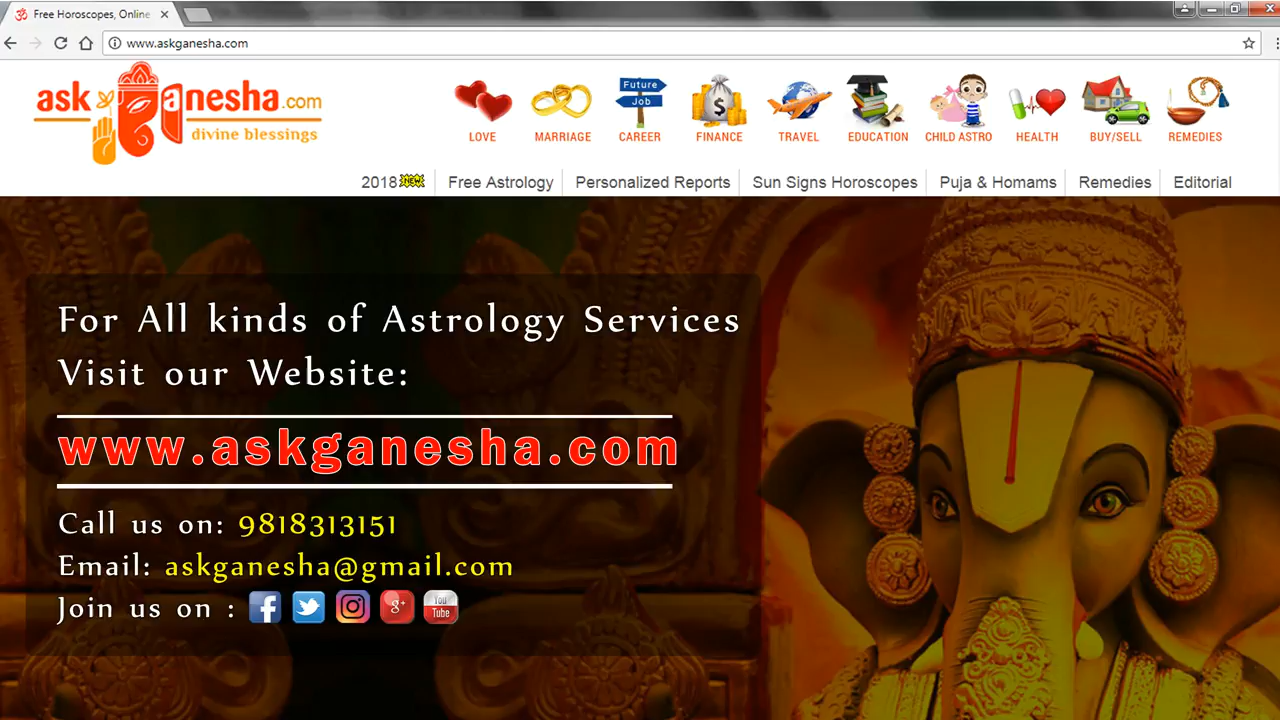 Free Horoscopes, Online
www.askganesha.com
ask ganesha.com
divine blessings
Future
Job
$
LOVE MARRIAGE CAREER FINANCE TRAVEL EDUCATION CHILD ASTRO HEALTH BUY/SELL REMEDIES
2018 NEW Free Astrology Personalized Reports Sun Signs Horoscopes Puja & Homams Remedies Editorial
For All kinds of Astrology Services
Visit our Website:
www.askganesha.com
Call us on: 9818313151
Email: askganesha@gmail.com
Join us on : f g+ You Tube